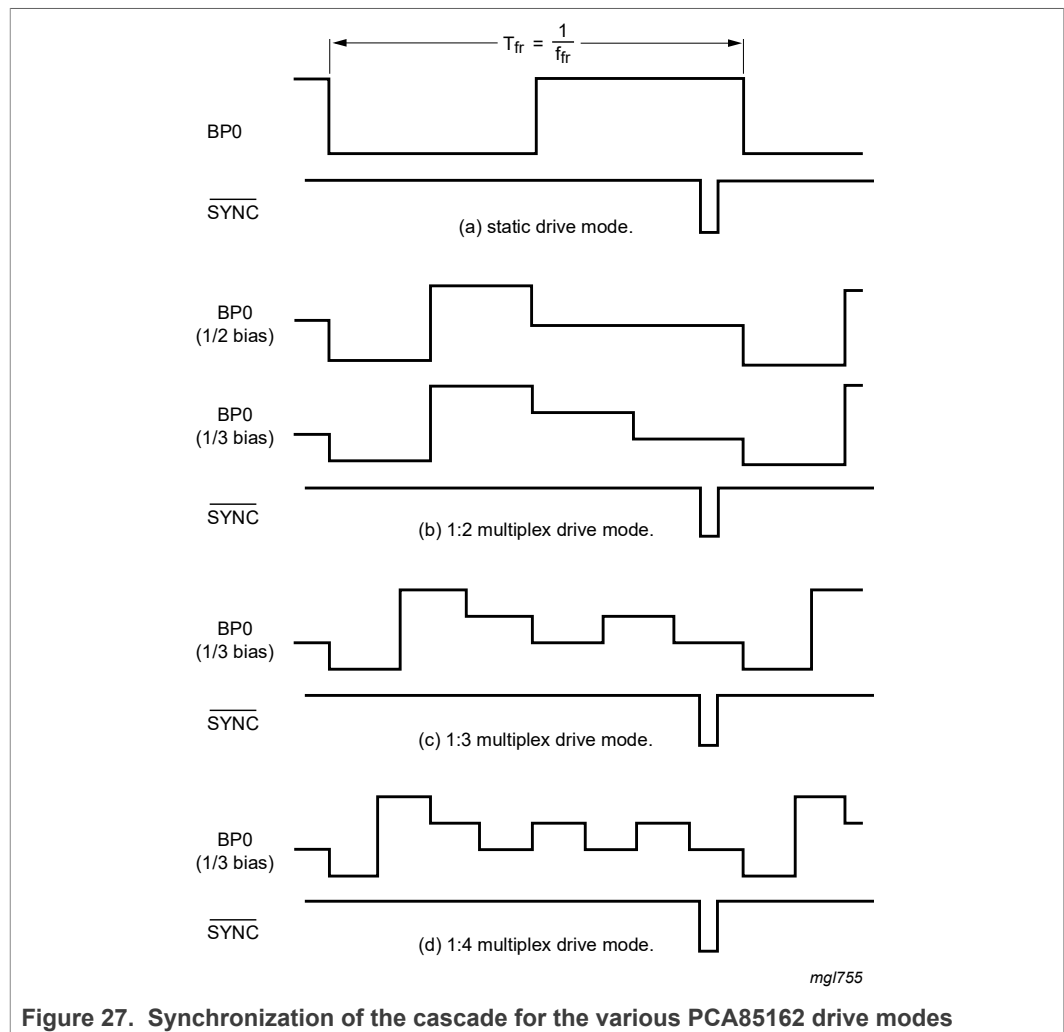 Tfr = 1/ffr
BP0
SYNC
(a) static drive mode.
BP0
(1/2 bias)
BP0
(1/3 bias)
SYNC
(b) 1:2 multiplex drive mode.
BP0
(1/3 bias)
SYNC
(c) 1:3 multiplex drive mode.
BP0
(1/3 bias)
SYNC
(d) 1:4 multiplex drive mode.
mgl755
Figure 27. Synchronization of the cascade for the various PCA85162 drive modes